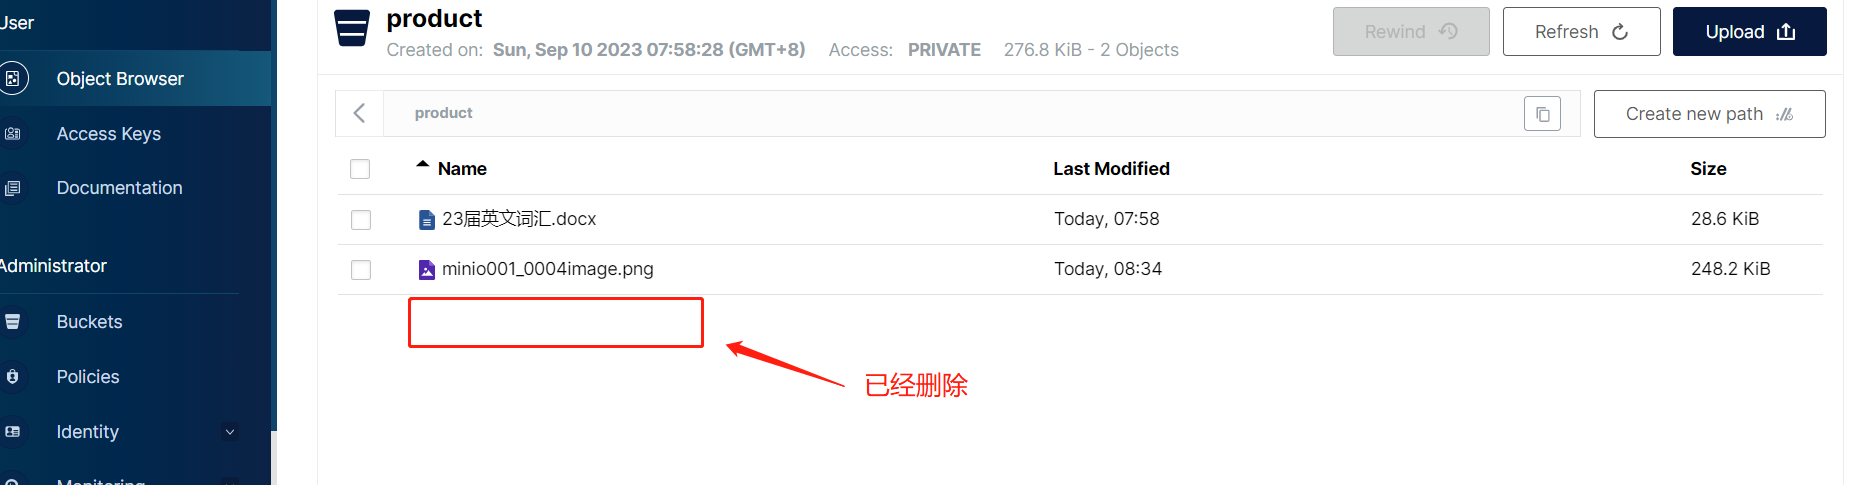 User
Object Browser
Access Keys
Documentation
Administrator
Buckets
Policies
Identity
Monitoring
product
Created on: Sun, Sep 10 2023 07:58:28 (GMT+8) Access: PRIVATE 276.8 KiB - 2 Objects
Rewind
Refresh
Upload
product
Create new path
Name Last Modified Size
23届英文词汇.docx Today, 07:58 28.6 KiB
minio001_0004image.png Today, 08:34 248.2 KiB
已经删除